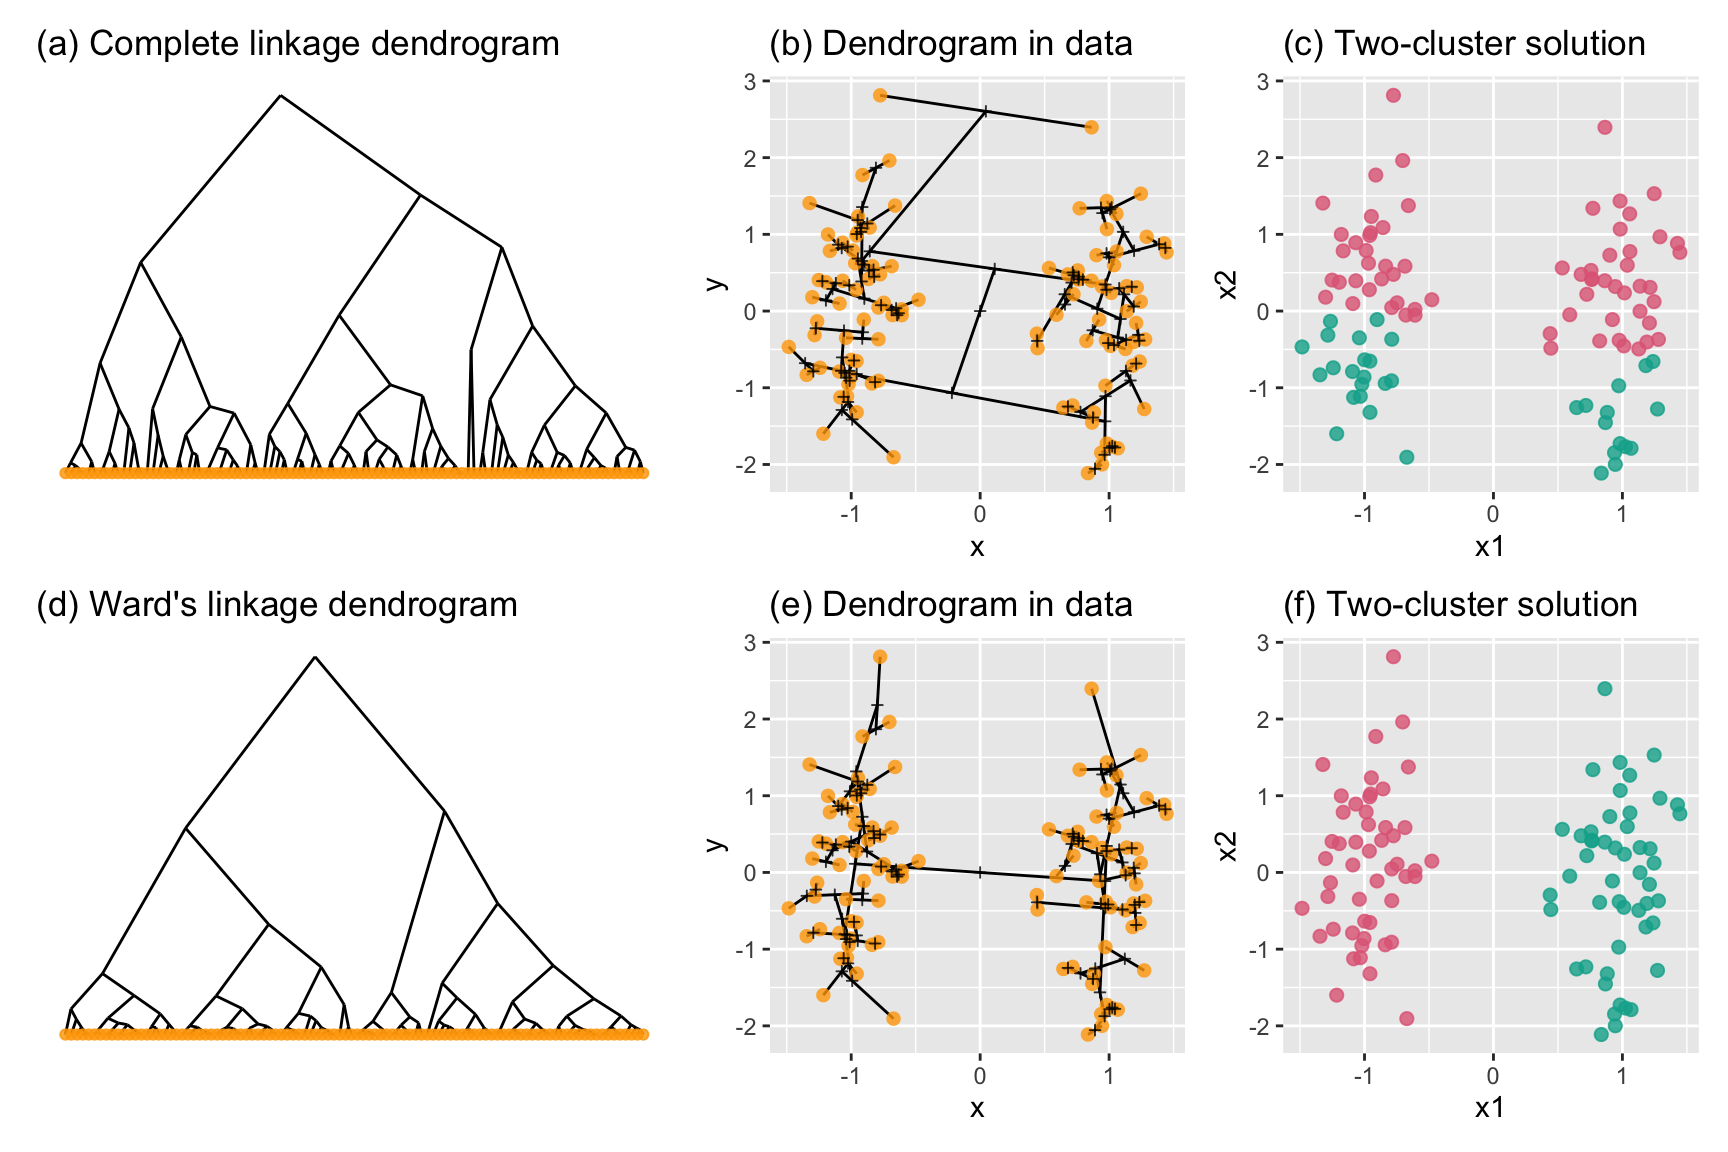 (a) Complete linkage dendrogram
(b) Dendrogram in data
(c) Two-cluster solution
3
2
1
0
-1
-2
y
-1
0
1
x
3
2
1
0
-1
-2
x2
-1
0
1
x1
(d) Ward's linkage dendrogram
(e) Dendrogram in data
(f) Two-cluster solution
3
2
1
0
-1
-2
y
-1
0
1
x
3
2
1
0
-1
-2
x2
-1
0
1
x1